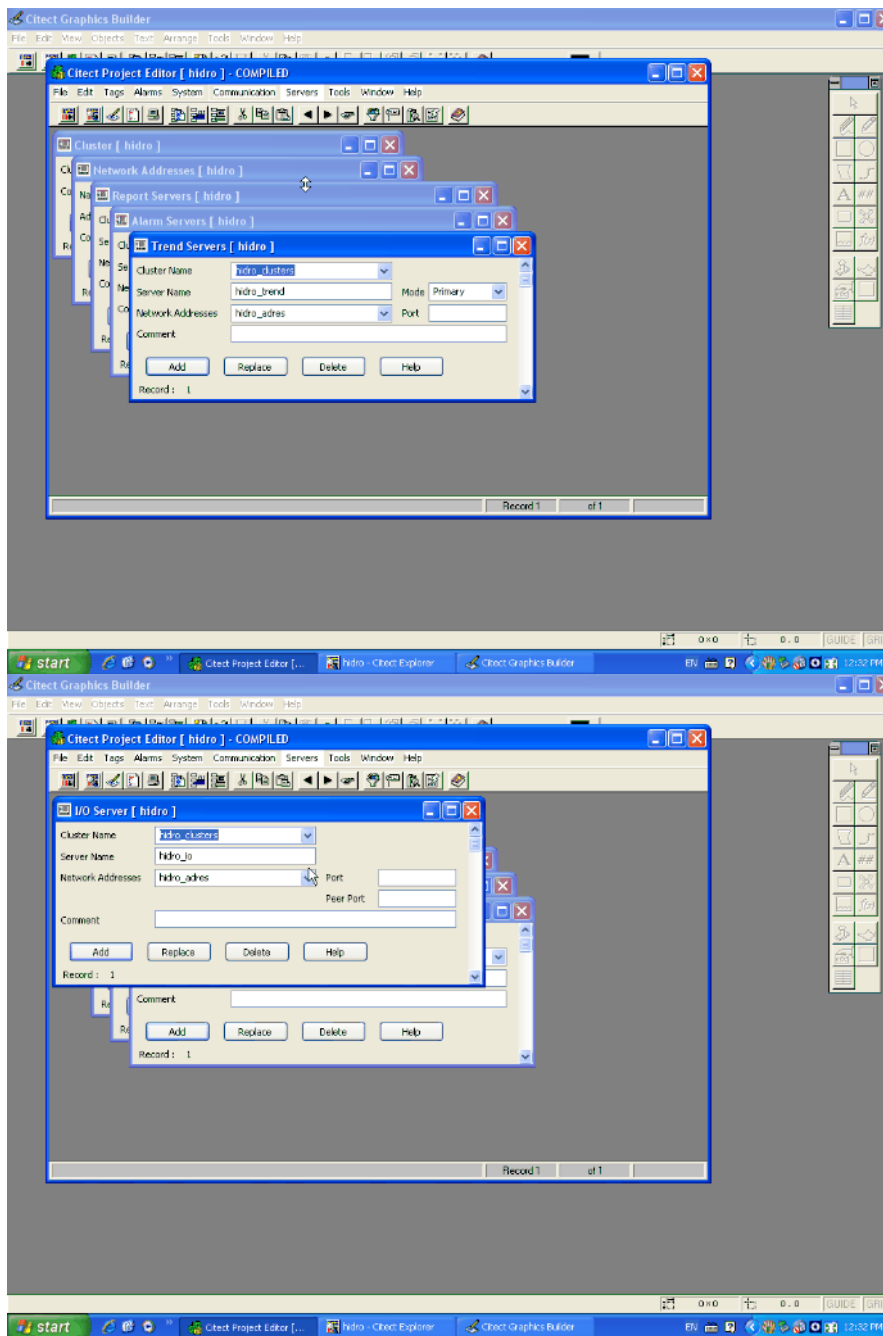 Citect Graphics Builder
File Edit View Objects Text Arrange Tools Window Help
Citect Project Editor [ hidro ] - COMPILED
File Edit Tags Alarms System Communication Servers Tools Window Help
Cluster [ hidro ]
Network Addresses [ hidro ]
Report Servers [ hidro ]
Alarm Servers [ hidro ]
Trend Servers [ hidro ]
Cluster Name hidro_clusters
Server Name hidro_trend Mode Primary
Network Addresses hidro_adres Port
Comment
Add Replace Delete Help
Record : 1
Record 1 of 1
0 x 0 0 . 0 GUIDE GRI
start Citect Project Editor [... hidro - Citect Explorer Citect Graphics Builder EN 12:32 PM
Citect Graphics Builder
File Edit View Objects Text Arrange Tools Window Help
Citect Project Editor [ hidro ] - COMPILED
File Edit Tags Alarms System Communication Servers Tools Window Help
I/O Server [ hidro ]
Cluster Name hidro_clusters
Server Name hidro_io
Network Addresses hidro_adres Port
Peer Port
Comment
Add Replace Delete Help
Record : 1
Comment
Add Replace Delete Help
Record : 1
Record 1 of 1
0 x 0 0 . 0 GUIDE GRI
start Citect Project Editor [... hidro - Citect Explorer Citect Graphics Builder EN 12:32 PM